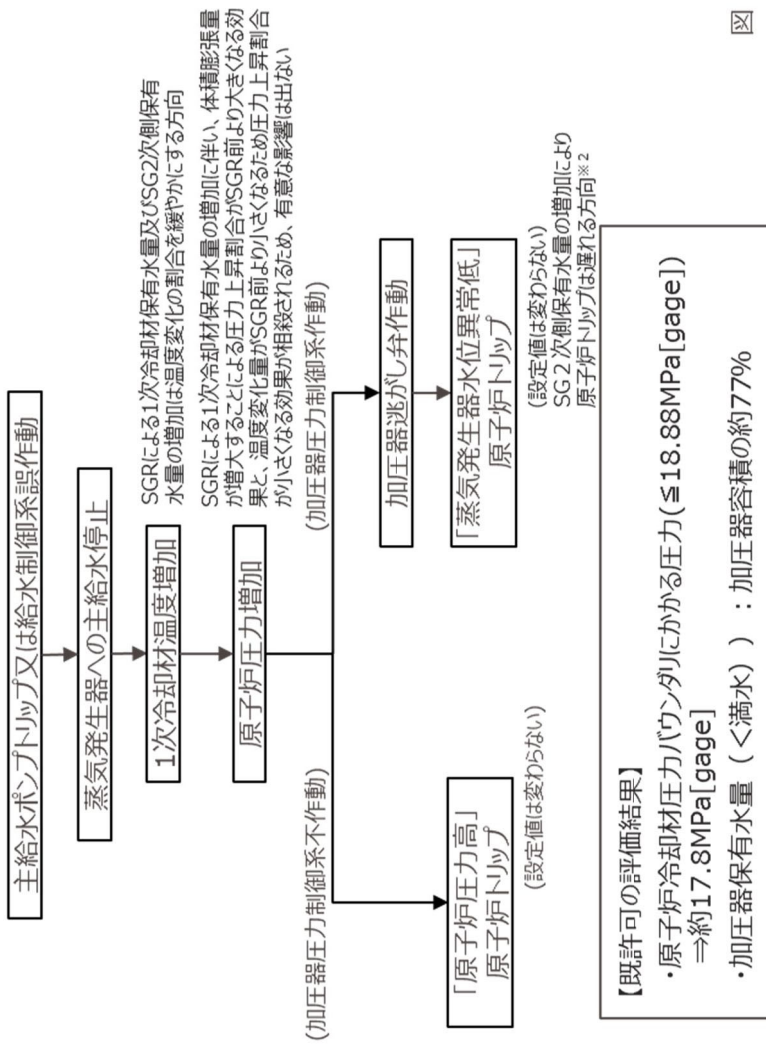 主給水ポンプトリップ又は給水制御系誤作動
蒸気発生器への主給水停止
1次冷却材温度増加
SGRによる1次冷却材保有水量及びSG2次側保有
水量の増加は温度変化の割合を緩やかにする方向
原子炉圧力増加
SGRによる1次冷却材保有水量の増加に伴い、体積膨張量
が増大することによる圧力上昇割合がSGR前より大きくなる効
果と、温度変化量がSGR前より小さくなるため圧力上昇割合
が小さくなる効果が相殺されるため、有意な影響は出ない
(加圧器圧力制御系不作動)
(加圧器圧力制御系作動)
「原子炉圧力高」
原子炉トリップ
(設定値は変わらない)
加圧器逃がし弁作動
「蒸気発生器水位異常低」
原子炉トリップ
(設定値は変わらない)
SG2次側保有水量の増加により
原子炉トリップは遅れる方向※2
【既許可の評価結果】
・原子炉冷却材圧力バウンダリにかかる圧力(≦18.88MPa[gage])
⇒約17.8MPa[gage]
・加圧器保有水量(<満水)):加圧器容積の約77%
図